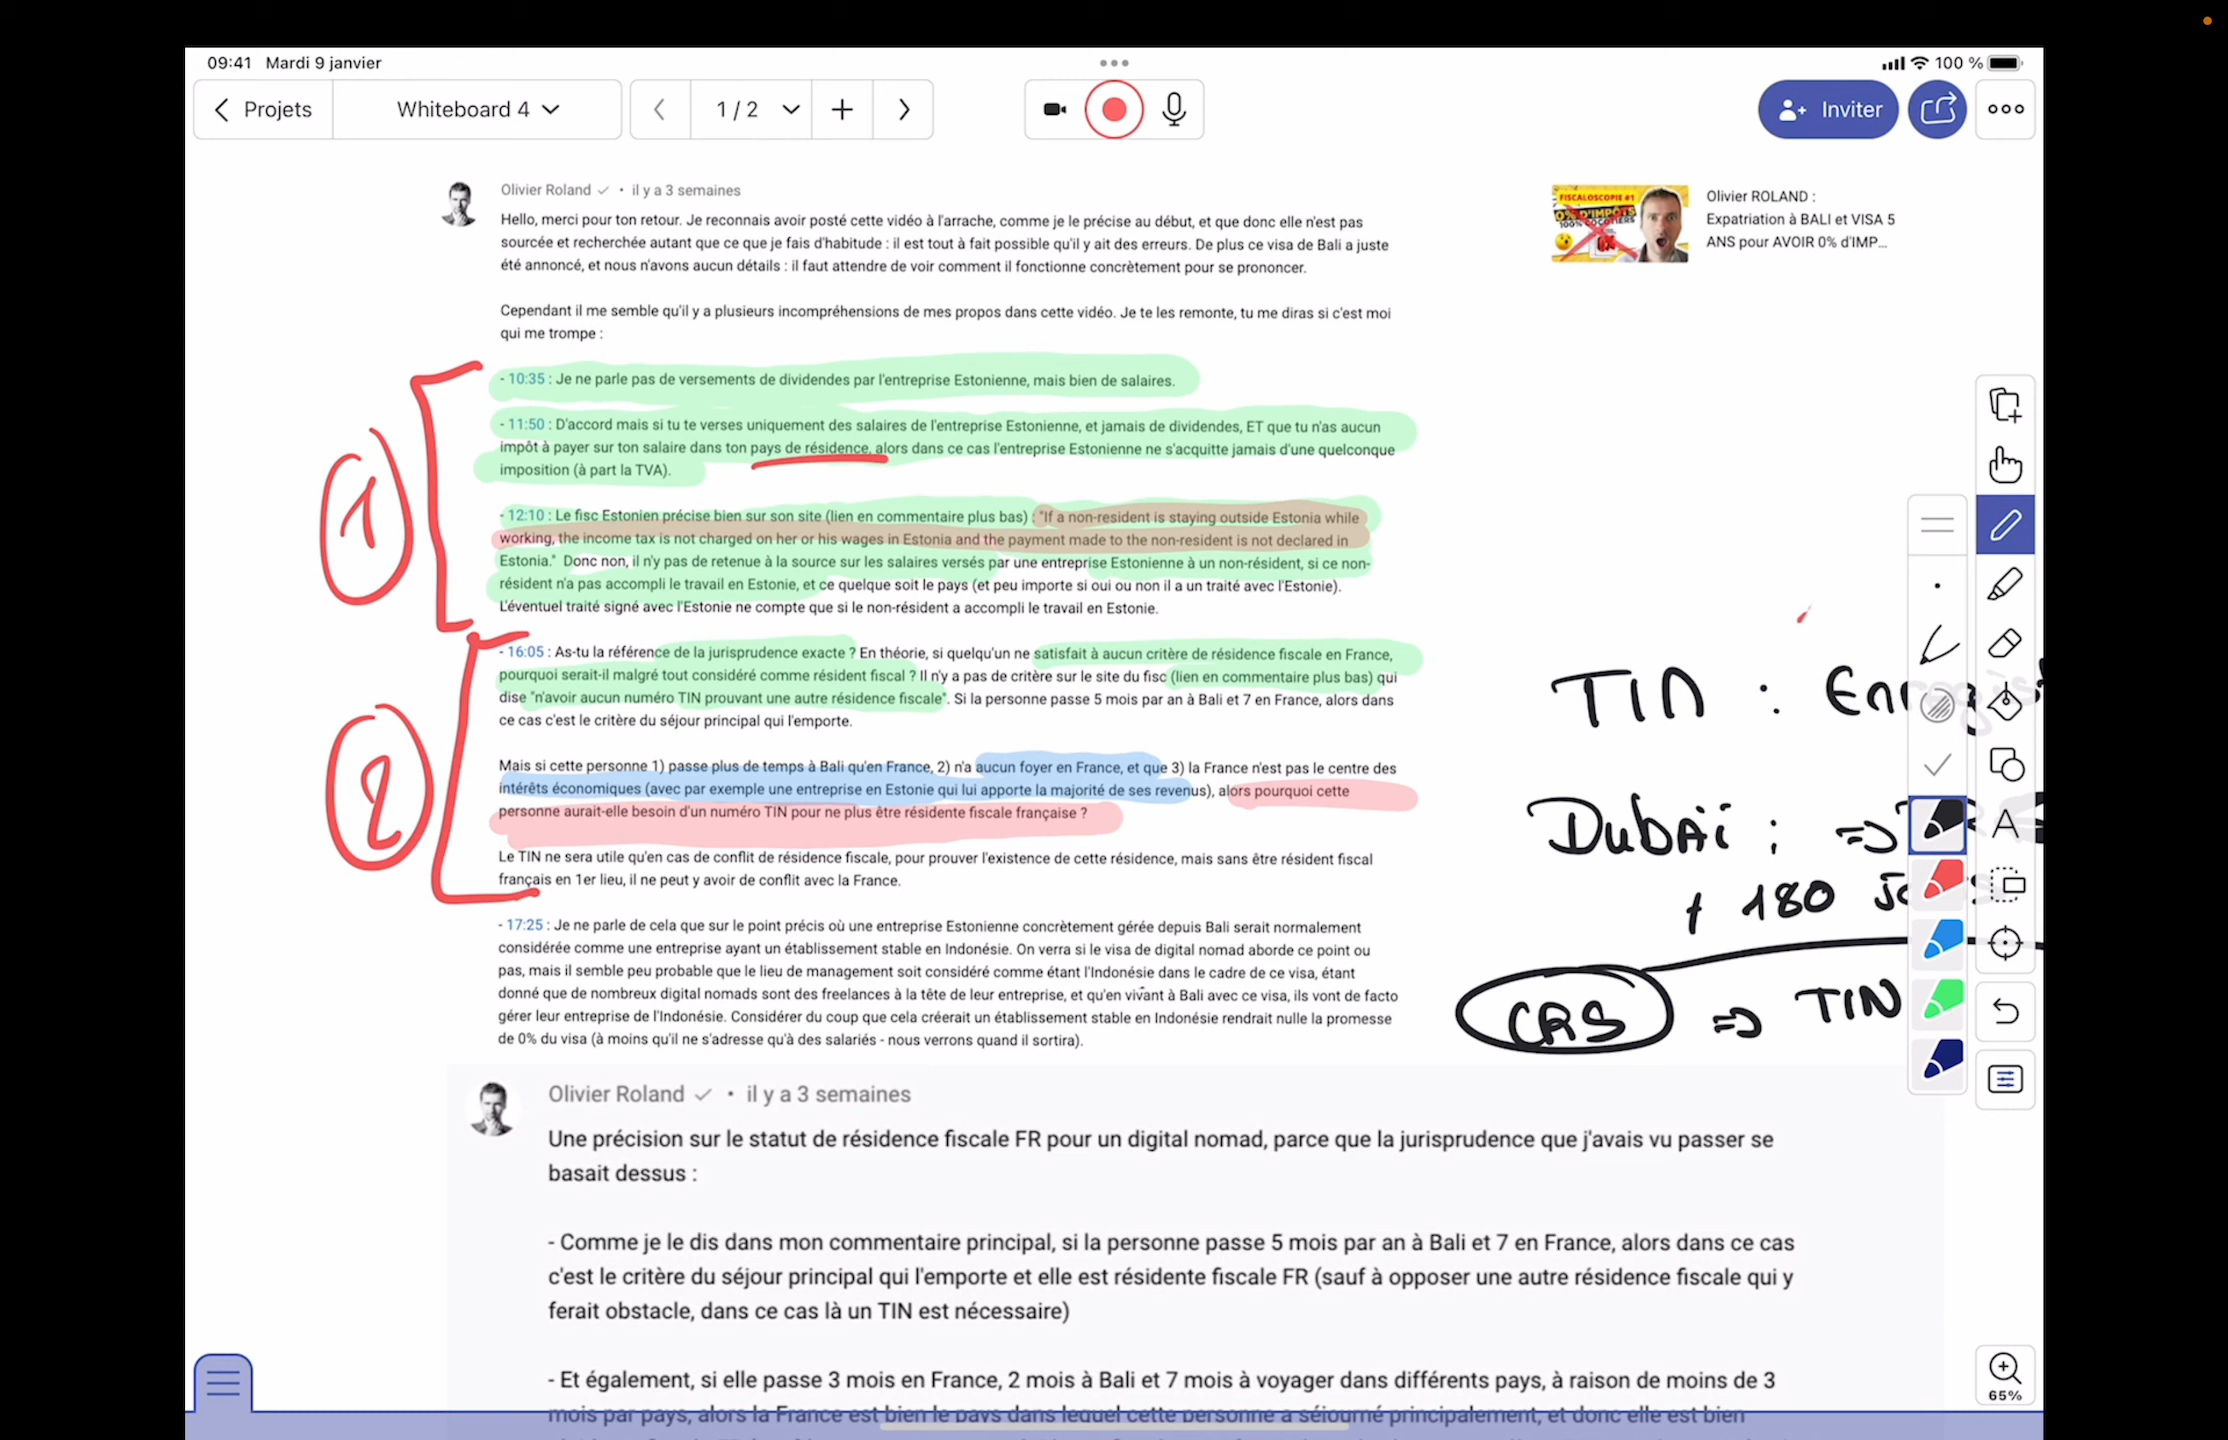 09:41 Mardi 9 janvier
100 %
Projets
Whiteboard 4
1 / 2
Inviter
Olivier Roland • il y a 3 semaines
Hello, merci pour ton retour. Je reconnais avoir posté cette vidéo à l'arrache, comme je le précise au début, et que donc elle n'est pas
sourcée et recherchée autant que ce que je fais d'habitude : il est tout à fait possible qu'il y ait des erreurs. De plus ce visa de Bali a juste
été annoncé, et nous n'avons aucun détails : il faut attendre de voir comment il fonctionne concrètement pour se prononcer.
Cependant il me semble qu'il y a plusieurs incompréhensions de mes propos dans cette vidéo. Je te les remonte, tu me diras si c'est moi
qui me trompe :
- 10:35 : Je ne parle pas de versements de dividendes par l'entreprise Estonienne, mais bien de salaires.
- 11:50 : D'accord mais si tu te verses uniquement des salaires de l'entreprise Estonienne, et jamais de dividendes, ET que tu n'as aucun
impôt à payer sur ton salaire dans ton pays de résidence, alors dans ce cas l'entreprise Estonienne ne s'acquitte jamais d'une quelconque
imposition (à part la TVA).
- 12:10 : Le fisc Estonien précise bien sur son site (lien en commentaire plus bas) : "If a non-resident is staying outside Estonia while
working, the income tax is not charged on her or his wages in Estonia and the payment made to the non-resident is not declared in
Estonia." Donc non, il n'y pas de retenue à la source sur les salaires versés par une entreprise Estonienne à un non-résident, si ce non-
résident n'a pas accompli le travail en Estonie, et ce quelque soit le pays (et peu importe si oui ou non il a un traité avec l'Estonie).
L'éventuel traité signé avec l'Estonie ne compte que si le non-résident a accompli le travail en Estonie.
- 16:05 : As-tu la référence de la jurisprudence exacte ? En théorie, si quelqu'un ne satisfait à aucun critère de résidence fiscale en France,
pourquoi serait-il malgré tout considéré comme résident fiscal ? Il n'y a pas de critère sur le site du fisc (lien en commentaire plus bas) qui
dise "n'avoir aucun numéro TIN prouvant une autre résidence fiscale". Si la personne passe 5 mois par an à Bali et 7 en France, alors dans
ce cas c'est le critère du séjour principal qui l'emporte.
Mais si cette personne 1) passe plus de temps à Bali qu'en France, 2) n'a aucun foyer en France, et que 3) la France n'est pas le centre des
intérêts économiques (avec par exemple une entreprise en Estonie qui lui apporte la majorité de ses revenus), alors pourquoi cette
personne aurait-elle besoin d'un numéro TIN pour ne plus être résidente fiscale française ?
Le TIN ne sera utile qu'en cas de conflit de résidence fiscale, pour prouver l'existence de cette résidence, mais sans être résident fiscal
français en 1er lieu, il ne peut y avoir de conflit avec la France.
- 17:25 : Je ne parle de cela que sur le point précis où une entreprise Estonienne concrètement gérée depuis Bali serait normalement
considérée comme une entreprise ayant un établissement stable en Indonésie. On verra si le visa de digital nomad aborde ce point ou
pas, mais il semble peu probable que le lieu de management soit considéré comme étant l'Indonésie dans le cadre de ce visa, étant
donné que de nombreux digital nomads sont des freelances à la tête de leur entreprise, et qu'en vivant à Bali avec ce visa, ils vont de facto
gérer leur entreprise de l'Indonésie. Considérer du coup que cela créerait un établissement stable en Indonésie rendrait nulle la promesse
de 0% du visa (à moins qu'il ne s'adresse qu'à des salariés - nous verrons quand il sortira).
1
2
FISCALOSCOPIE #1
0% D'IMPÔTS
Olivier ROLAND :
Expatriation à BALI et VISA 5
ANS pour AVOIR 0% d'IMP...
TIN :
Dubaï : =>
+ 180
CRS => TIN
A
Olivier Roland • il y a 3 semaines
Une précision sur le statut de résidence fiscale FR pour un digital nomad, parce que la jurisprudence que j'avais vu passer se
basait dessus :
- Comme je le dis dans mon commentaire principal, si la personne passe 5 mois par an à Bali et 7 en France, alors dans ce cas
c'est le critère du séjour principal qui l'emporte et elle est résidente fiscale FR (sauf à opposer une autre résidence fiscale qui y
ferait obstacle, dans ce cas là un TIN est nécessaire)
- Et également, si elle passe 3 mois en France, 2 mois à Bali et 7 mois à voyager dans différents pays, à raison de moins de 3
mois par pays, alors la France est bien le pays dans lequel cette personne a séjourné principalement, et donc elle est bien
65%